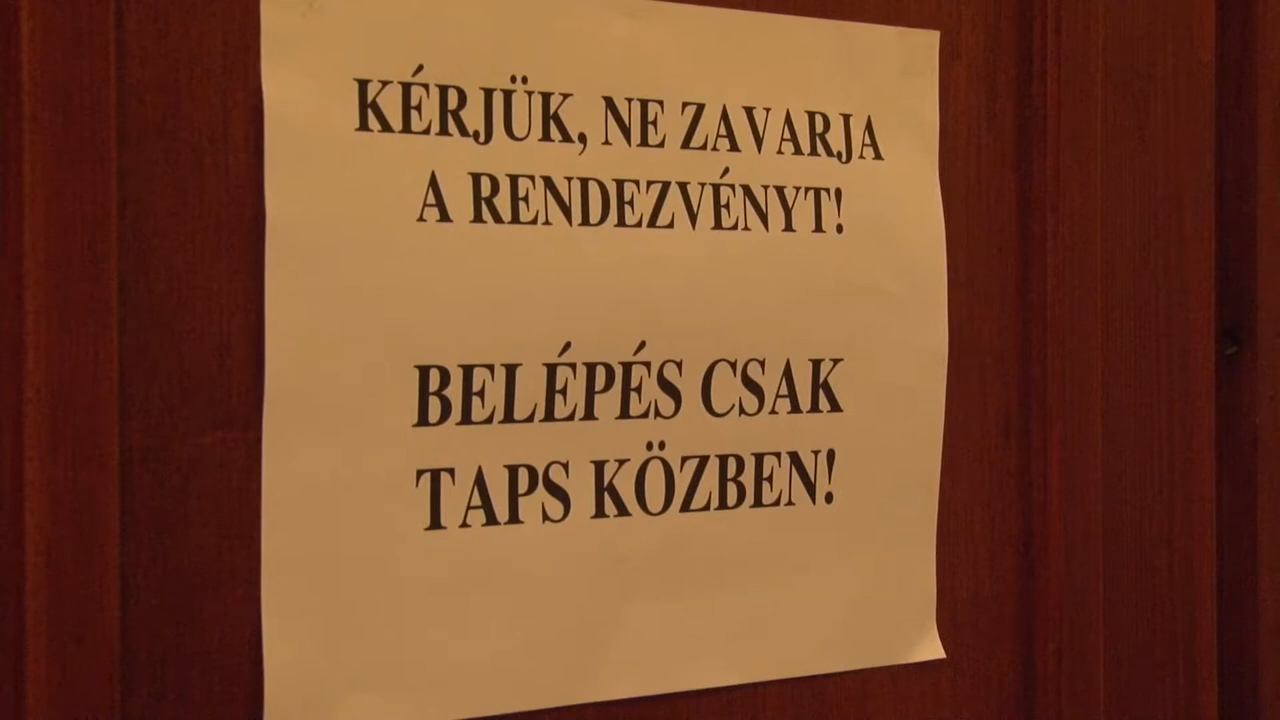 KÉRJÜK, NE ZAVARJA
A RENDEZVÉNYT!
BELÉPÉS CSAK
TAPS KÖZBEN!